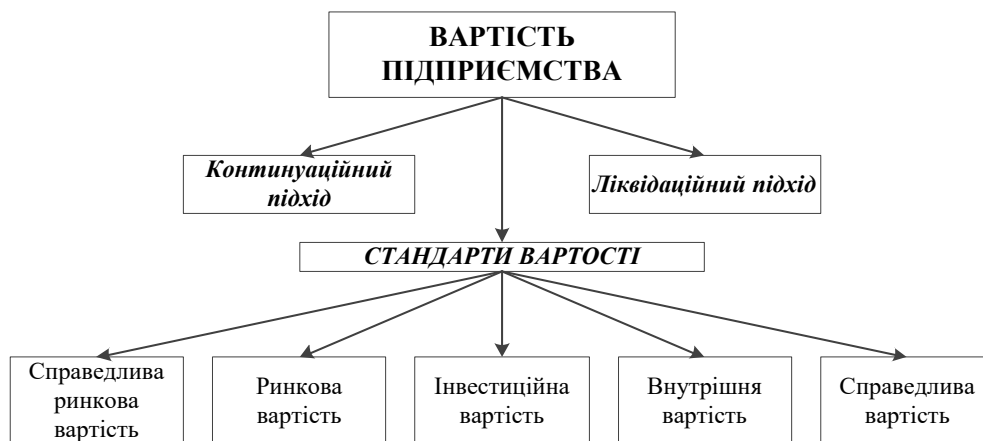 ВАРТІСТЬ
ПІДПРИЄМСТВА
Континуаційний
підхід
Ліквідаційний підхід
СТАНДАРТИ ВАРТОСТІ
Справедлива
ринкова
вартість
Ринкова
вартість
Інвестиційна
вартість
Внутрішня
вартість
Справедлива
вартість